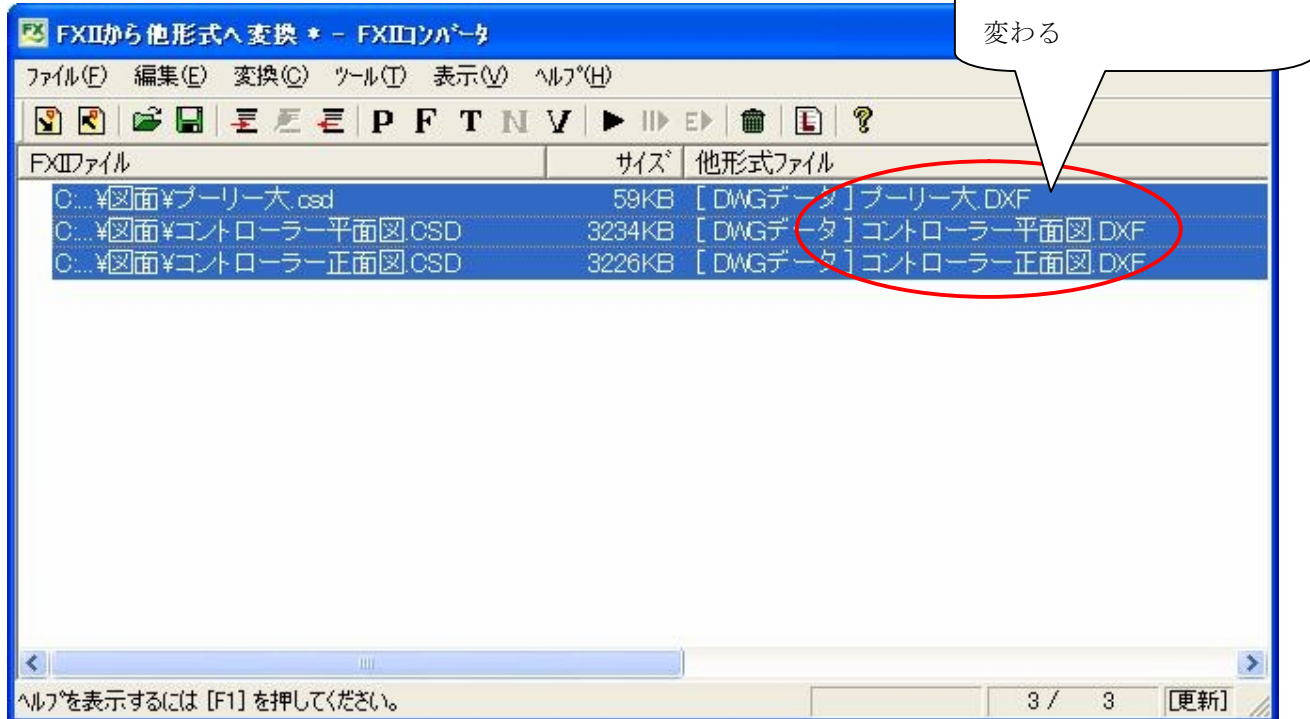 変わる
FXⅡから他形式へ変換 * - FXⅡコンバータ
ファイル(F) 編集(E) 変換(C) ツール(T) 表示(V) ヘルプ(H)
P F T N V E L ?
FXⅡファイル サイズ 他形式ファイル
C:...¥図面¥プーリー大.csd 59KB [ DWGデータ ] プーリー大.DXF
C:...¥図面¥コントローラー平面図.CSD 3234KB [ DWGデータ ] コントローラー平面図.DXF
C:...¥図面¥コントローラー正面図.CSD 3226KB [ DWGデータ ] コントローラー正面図.DXF
ヘルプを表示するには [F1] を押してください。 3 / 3 [更新]